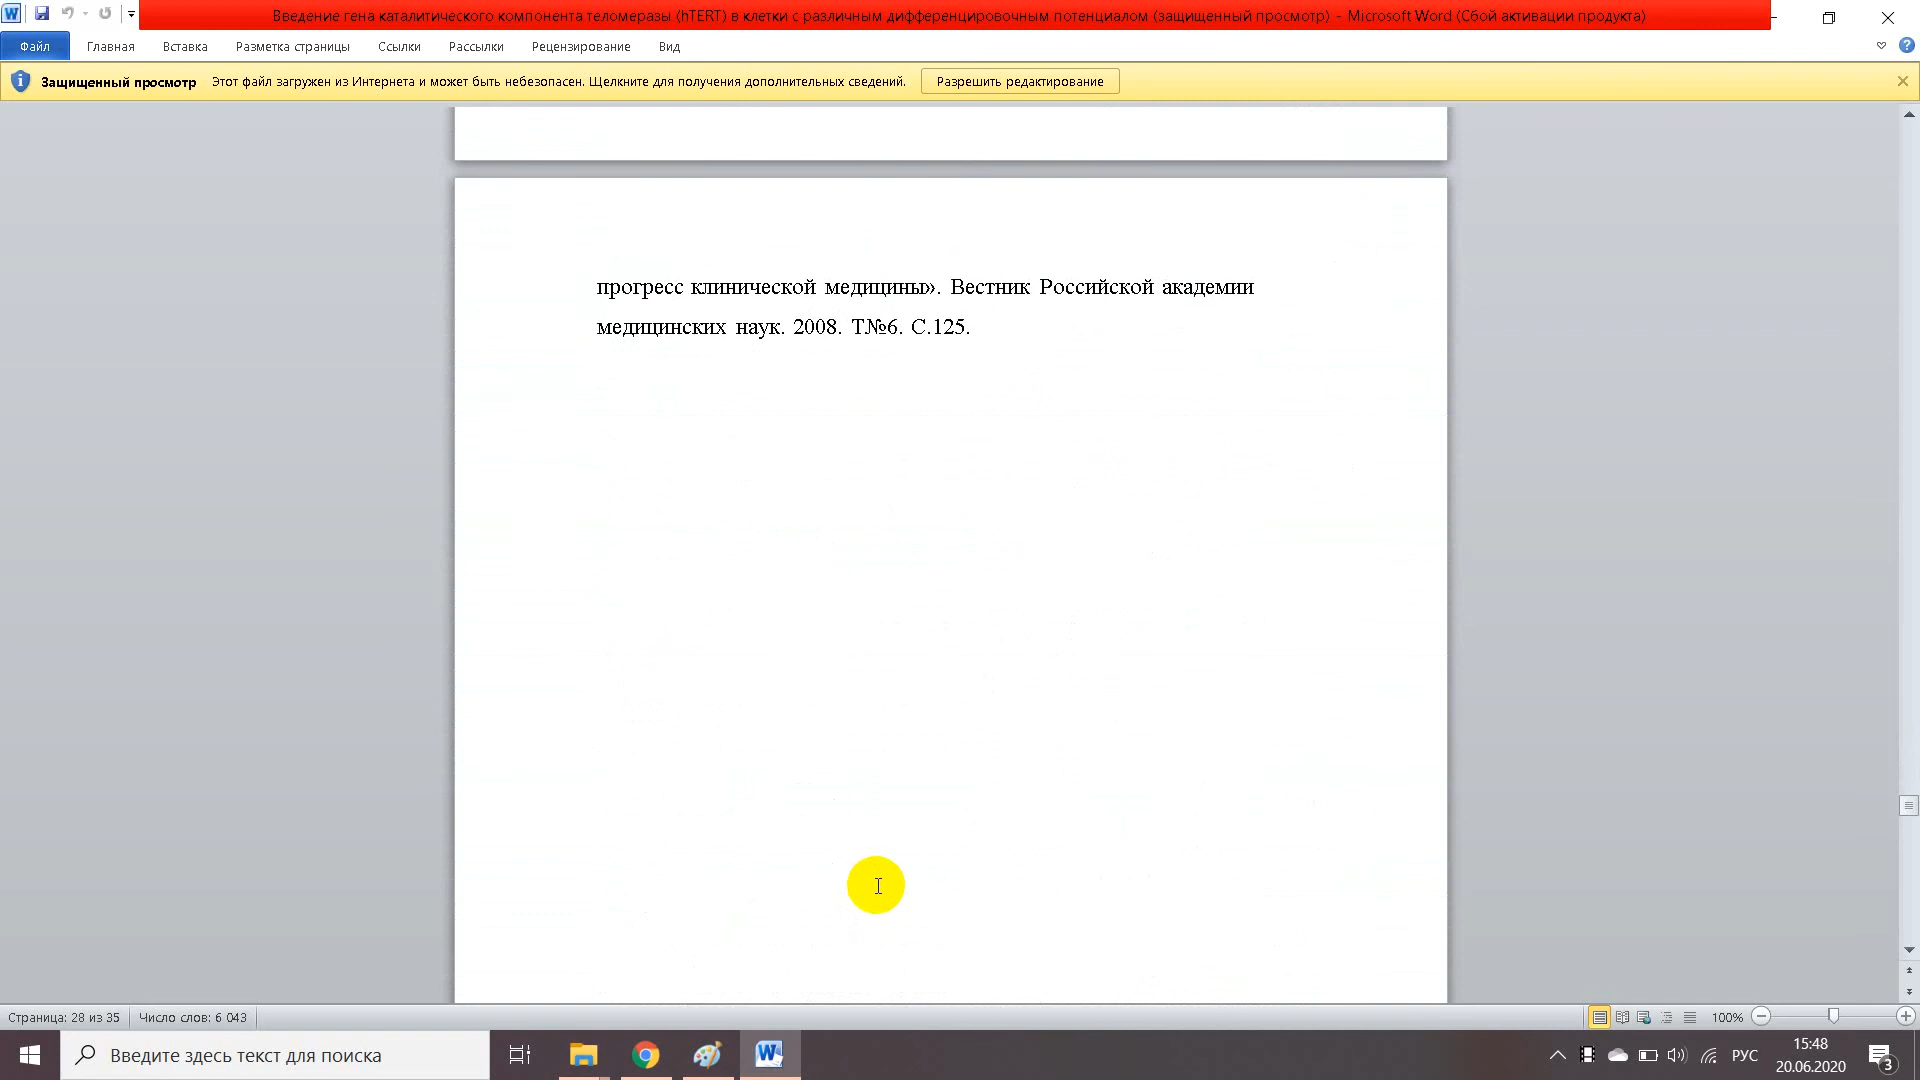 Введение гена каталитического компонента теломеразы (hTERT) в клетки с различным дифференцировочным потенциалом (защищенный просмотр) - Microsoft Word (Сбой активации продукта)
Файл Главная Вставка Разметка страницы Ссылки Рассылки Рецензирование Вид
Защищенный просмотр Этот файл загружен из Интернета и может быть небезопасен. Щелкните для получения дополнительных сведений. Разрешить редактирование
прогресс клинической медицины». Вестник Российской академии
медицинских наук. 2008. Т№6. С.125.
Страница: 28 из 35 Число слов: 6 043 100%
Введите здесь текст для поиска РУС 15:48
20.06.2020 3